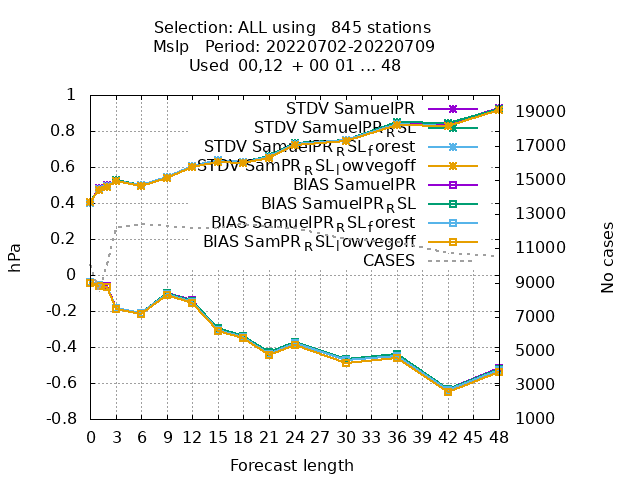 Selection: ALL using   845 stations
Mslp   Period: 20220702-20220709
Used  00,12  + 00 01 ... 48
STDV SamuelPR
STDV SamuelPR_RSL
STDV SamuelPR_RSL_forest
STDV SamPR_RSL_lowvegoff
BIAS SamuelPR
BIAS SamuelPR_RSL
BIAS SamuelPR_RSL_forest
BIAS SamPR_RSL_lowvegoff
CASES
1
0.8
0.6
0.4
0.2
0
-0.2
-0.4
-0.6
-0.8
hPa
19000
17000
15000
13000
11000
9000
7000
5000
3000
1000
No cases
0 3 6 9 12 15 18 21 24 27 30 33 36 39 42 45 48
Forecast length